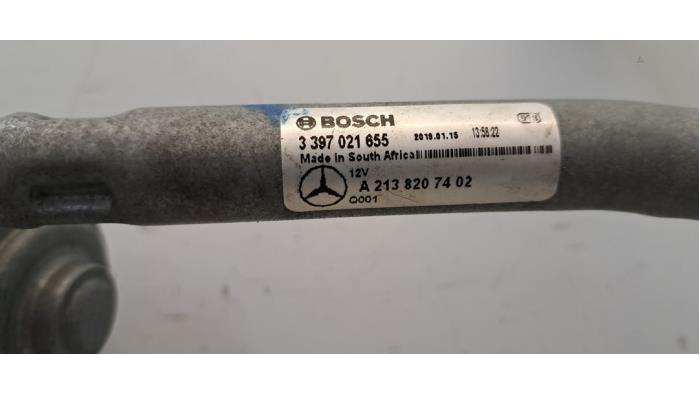 BOSCH
3 397 021 655 2019.01.15 13:58:22
Made in South Africa
12V
A 213 820 74 02
Q001